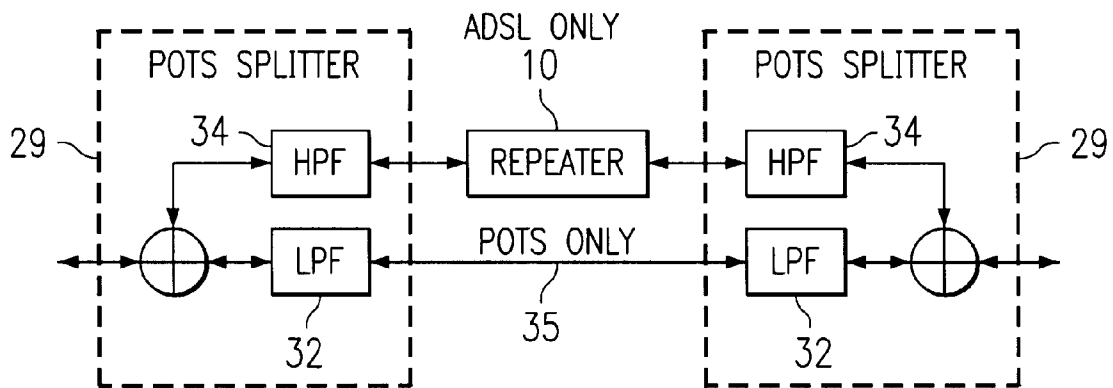 ADSL ONLY
10
POTS SPLITTER
POTS SPLITTER
29
34
HPF
REPEATER
HPF
34
29
LPF
POTS ONLY
35
LPF
32
32